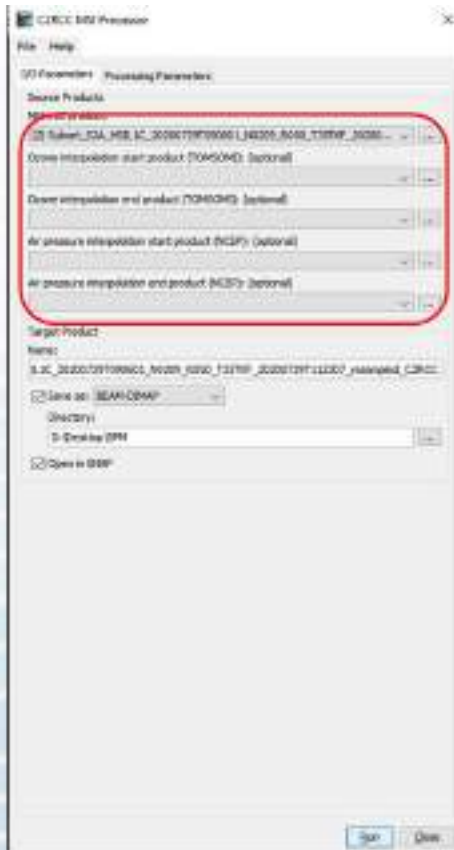 C2RCC MSI Processor
File Help
I/O Parameters Processing Parameters
Source Products
product:
Ozone interpolation start product (TOMSOMI): (optional)
...
Ozone interpolation end product (TOMSOMI): (optional)
...
Air pressure interpolation start product (NCEP): (optional)
...
Air pressure interpolation end product (NCEP): (optional)
...
Target Product
Name:
Save as: BEAM-DIMAP
Directory:
...
Open in SNAP
Run Close